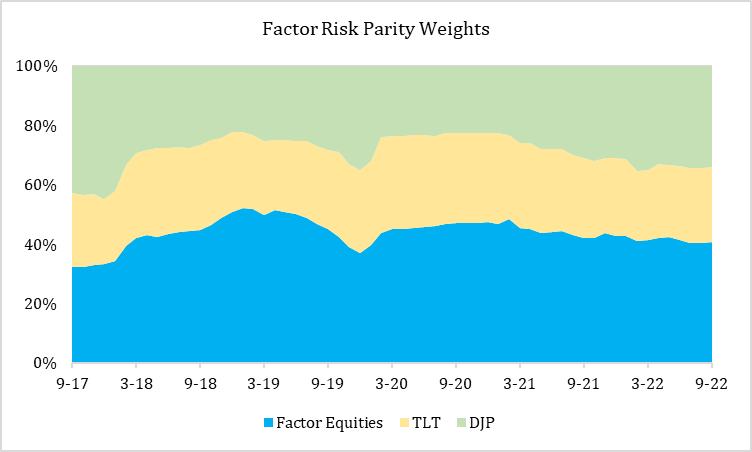 Factor Risk Parity Weights
100%
80%
60%
40%
20%
0%
9-17 3-18 9-18 3-19 9-19 3-20 9-20 3-21 9-21 3-22 9-22
Factor Equities TLT DJP